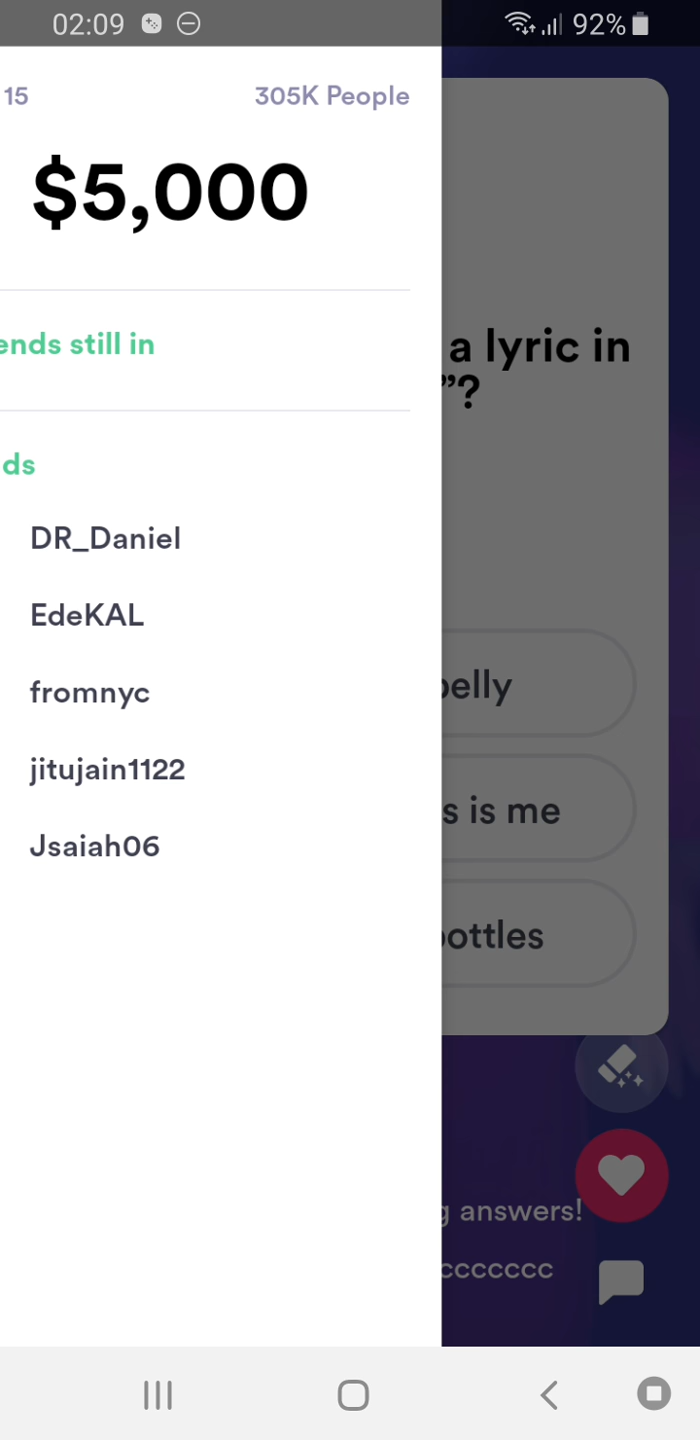 02:09 92%
15 305K People
$5,000
ends still in
ds
DR_Daniel
EdeKAL
fromnyc
jitujain1122
Jsaiah06
a lyric in
”?
belly
s is me
bottles
g answers!
ccccccc